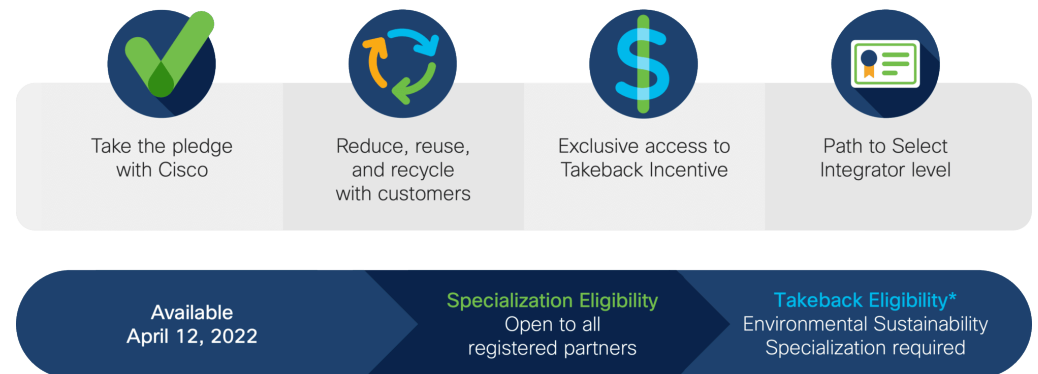 Take the pledge
with Cisco
Reduce, reuse,
and recycle
with customers
Exclusive access to
Takeback Incentive
Path to Select
Integrator level
Available
April 12, 2022
Specialization Eligibility
Open to all
registered partners
Takeback Eligibility*
Environmental Sustainability
Specialization required